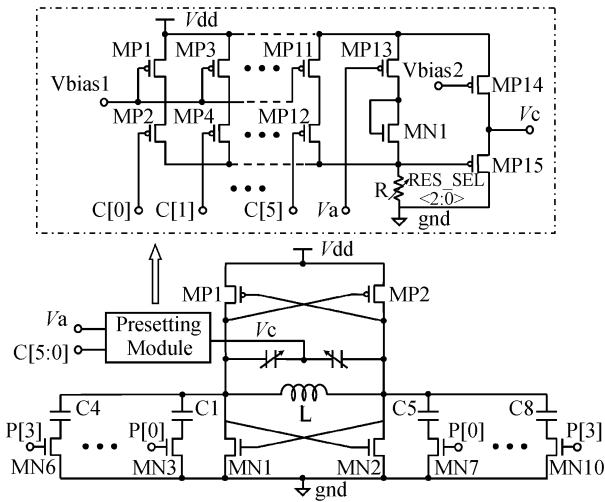 Vdd
MP1 MP3 MP11 MP13
Vbias1 Vbias2 MP14
Vc
MP2 MP4 MP12 MN1
MP15
R RES_SEL
<2:0>
C[0] C[1] C[5] Va gnd
Vdd
MP1 MP2
Va Presetting Vc
C[5:0] Module
C4 C1 L C5 C8
P[3] P[0] P[0] P[3]
MN6 MN3 MN1 MN2 MN7 MN10
gnd